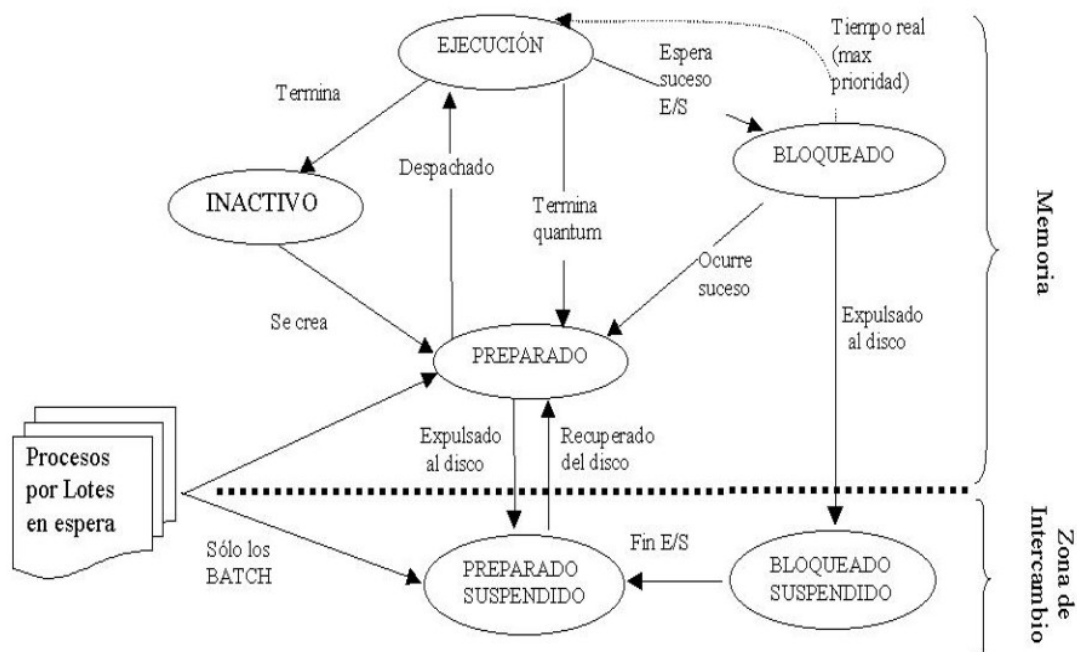 EJECUCIÓN
Tiempo real
(max
prioridad)
Espera
suceso
E/S
Termina
Despachado
BLOQUEADO
INACTIVO
Termina
quantum
Ocurre
suceso
Se crea
Expulsado
al disco
PREPARADO
Memoria
Procesos
por Lotes
en espera
Expulsado
al disco
Recuperado
del disco
Sólo los
BATCH
PREPARADO
SUSPENDIDO
Fin E/S
BLOQUEADO
SUSPENDIDO
Zona de
Intercambio